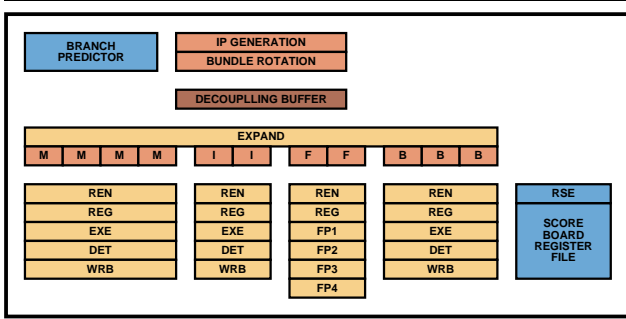 BRANCH
PREDICTOR
IP GENERATION
BUNDLE ROTATION
DECOUPLLING BUFFER
EXPAND
M M M M I I F F B B B
REN REN REN REN RSE
REG REG REG REG
EXE EXE FP1 EXE
DET DET FP2 DET
WRB WRB FP3 WRB
FP4
SCORE
BOARD
REGISTER
FILE